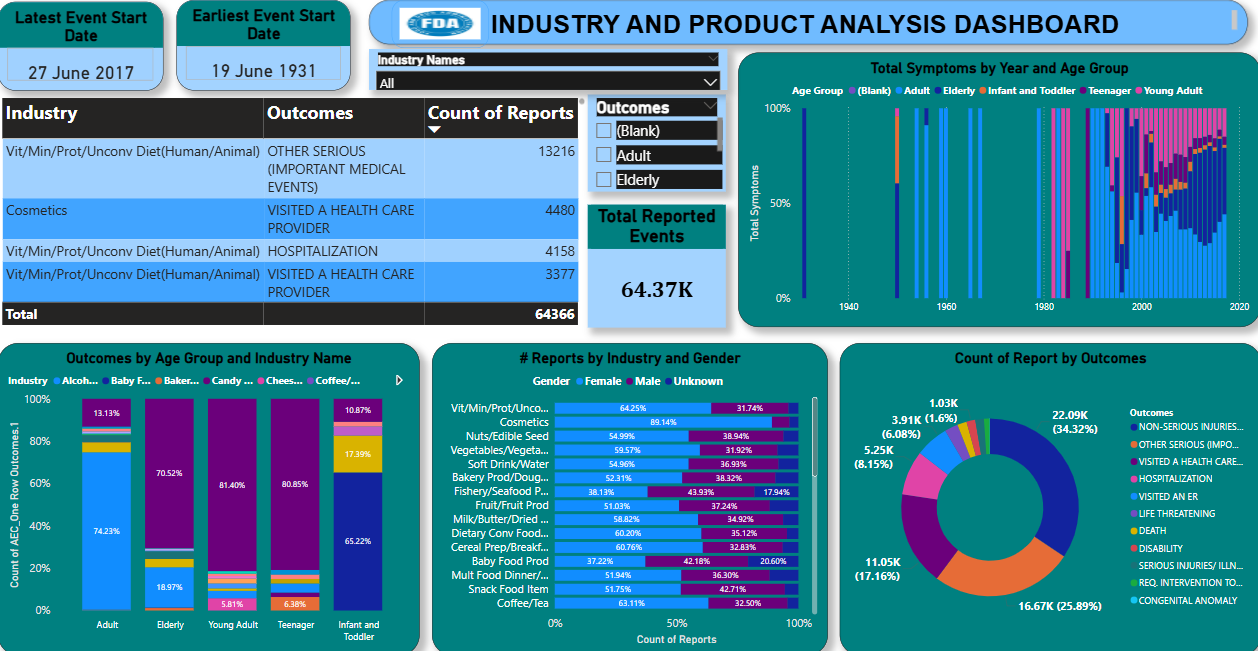 Latest Event Start
Date
27 June 2017
Earliest Event Start
Date
19 June 1931
FDA
INDUSTRY AND PRODUCT ANALYSIS DASHBOARD
Industry Names
All
Industry Outcomes Count of Reports
Vit/Min/Prot/Unconv Diet(Human/Animal) OTHER SERIOUS 13216
(IMPORTANT MEDICAL
EVENTS)
Cosmetics VISITED A HEALTH CARE 4480
PROVIDER
Vit/Min/Prot/Unconv Diet(Human/Animal) HOSPITALIZATION 4158
Vit/Min/Prot/Unconv Diet(Human/Animal) VISITED A HEALTH CARE 3377
PROVIDER
Total 64366
Outcomes
(Blank)
Adult
Elderly
Total Reported
Events
64.37K
Total Symptoms by Year and Age Group
Age Group (Blank) Adult Elderly Infant and Toddler Teenager Young Adult
Total Symptoms
100%
50%
0%
1940 1960 1980 2000 2020
Outcomes by Age Group and Industry Name
Industry Alcoh... Baby F... Baker... Candy ... Chees... Coffee/...
Count of AEC_One Row Outcomes.1
100%
80%
60%
40%
20%
0%
13.13%
74.23%
70.52%
18.97%
81.40%
5.81%
80.85%
6.38%
10.87%
17.39%
65.22%
Adult Elderly Young Adult Teenager Infant and
Toddler
# Reports by Industry and Gender
Gender Female Male Unknown
Vit/Min/Prot/Unco... 64.25% 31.74%
Cosmetics 89.14%
Nuts/Edible Seed 54.99% 38.94%
Vegetables/Vegeta... 59.57% 31.92%
Soft Drink/Water 54.96% 36.93%
Bakery Prod/Doug... 52.31% 38.32%
Fishery/Seafood P... 38.13% 43.93% 17.94%
Fruit/Fruit Prod 51.03% 37.24%
Milk/Butter/Dried ... 58.82% 34.92%
Dietary Conv Food... 60.20% 35.12%
Cereal Prep/Breakf... 60.76% 32.83%
Baby Food Prod 37.22% 42.18% 20.60%
Mult Food Dinner/... 51.94% 36.30%
Snack Food Item 51.75% 42.71%
Coffee/Tea 63.11% 32.50%
0% 50% 100%
Count of Reports
Count of Report by Outcomes
1.03K
(1.6%)
3.91K
(6.08%)
5.25K
(8.15%)
11.05K
(17.16%)
16.67K (25.89%)
22.09K
(34.32%)
Outcomes
NON-SERIOUS INJURIES...
OTHER SERIOUS (IMPO...
VISITED A HEALTH CARE...
HOSPITALIZATION
VISITED AN ER
LIFE THREATENING
DEATH
DISABILITY
SERIOUS INJURIES/ ILLN...
REQ. INTERVENTION TO...
CONGENITAL ANOMALY